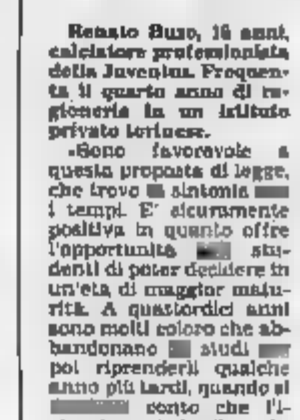 Renato Buso, 18 anni,
calciatore professionista
della Juventus. Frequen-
ta il quarto anno di ra-
gioneria in un istituto
privato torinese.
«Sono favorevole a
questa proposta di legge,
che trovo sintonia
i tempi. E' sicuramente
positiva in quanto offre
l'opportunità stu-
denti di poter decidere in
un'età di maggior matu-
rità. A quattordici anni
sono molti coloro che ab-
bandonano studi
poi riprenderli qualche
anno più tardi, quando si
conto che l'i-